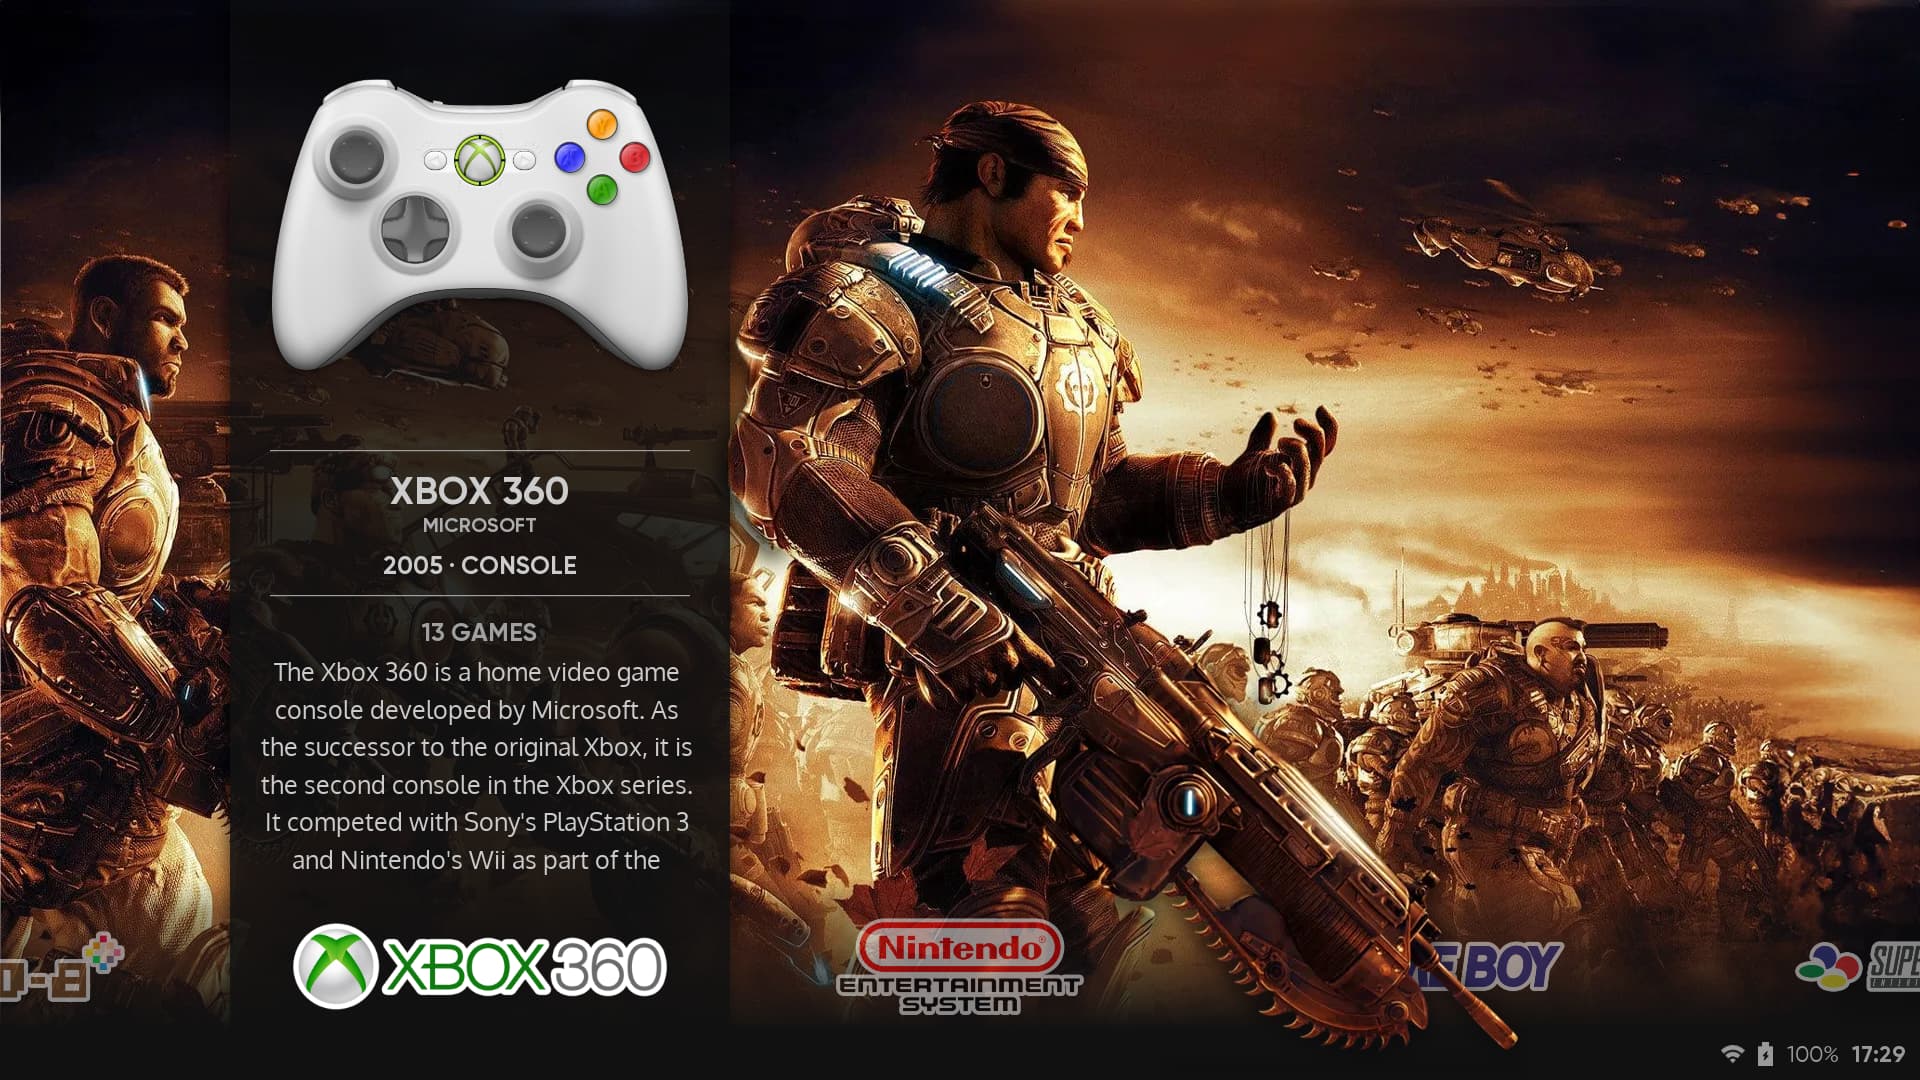 Y
X
B
A
XBOX 360
MICROSOFT
2005 · CONSOLE
13 GAMES
The Xbox 360 is a home video game
console developed by Microsoft. As
the successor to the original Xbox, it is
the second console in the Xbox series.
It competed with Sony's PlayStation 3
and Nintendo's Wii as part of the
XBOX 360
Nintendo®
ENTERTAINMENT
SYSTEM
E BOY
100% 17:29